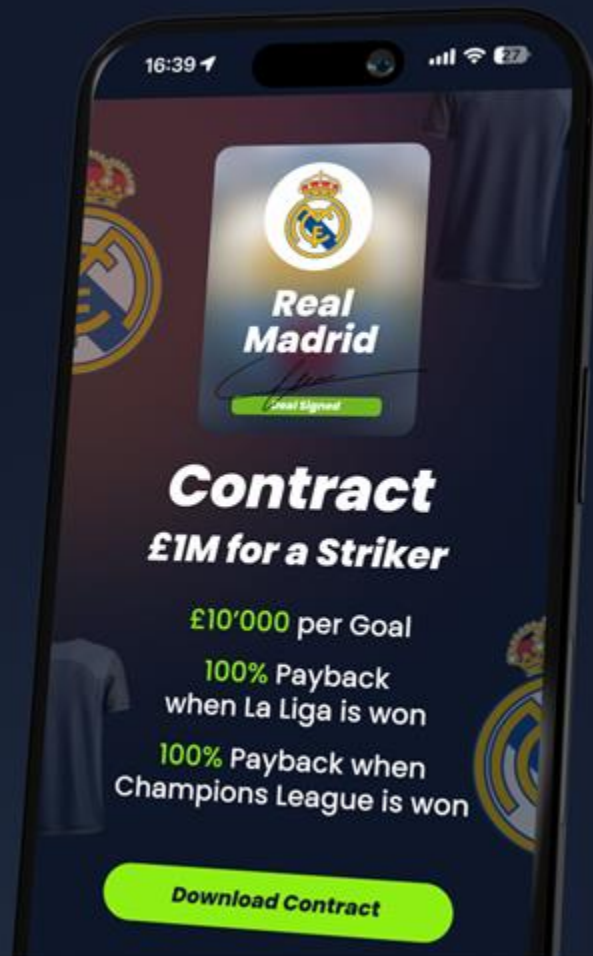 16:39
27
Real
Madrid
Deal Signed
Contract
£1M for a Striker
£10'000 per Goal
100% Payback
when La Liga is won
100% Payback when
Champions League is won
Download Contract